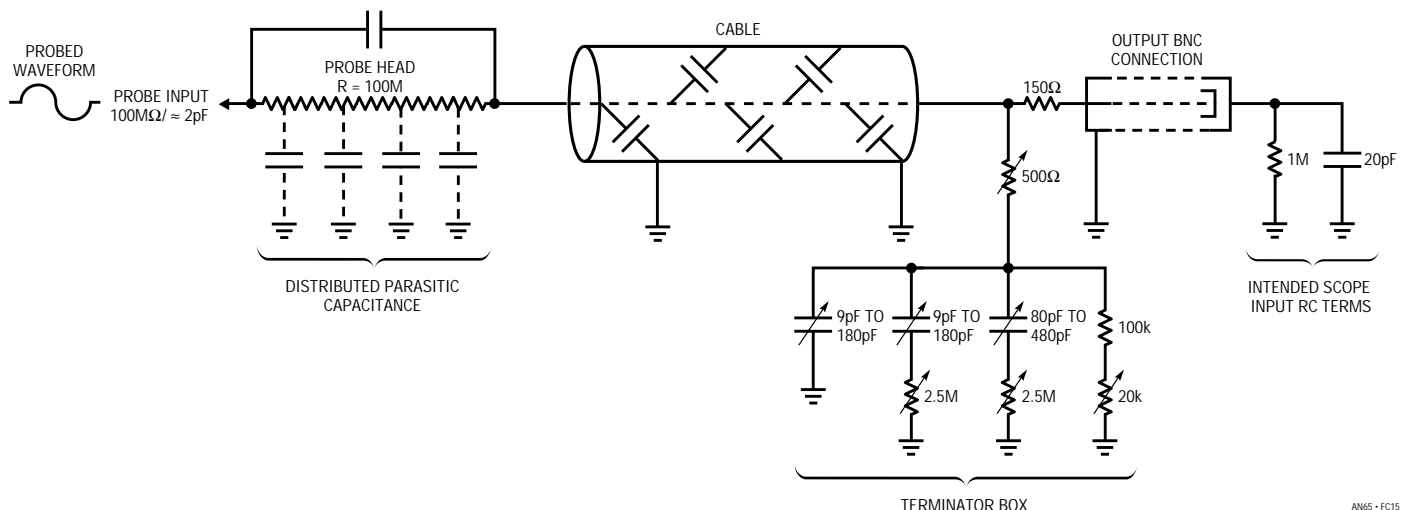 PROBED
WAVEFORM
PROBE INPUT
100MΩ/ ≈ 2pF
PROBE HEAD
R = 100M
DISTRIBUTED PARASITIC
CAPACITANCE
CABLE
150Ω
500Ω
OUTPUT BNC
CONNECTION
1M
20pF
INTENDED SCOPE
INPUT RC TERMS
9pF TO
180pF
9pF TO
180pF
80pF TO
480pF
100k
2.5M
2.5M
20k
TERMINATOR BOX
AN65 • FC15